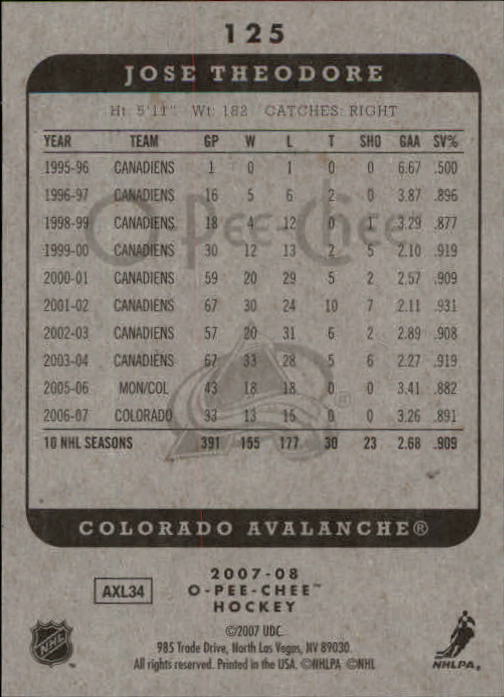 125
JOSE THEODORE
Ht: 5'11" Wt: 182 CATCHES: RIGHT
YEAR TEAM GP W L T SHO GAA SV%
1995-96 CANADIENS 1 0 1 0 0 6.67 .500
1996-97 CANADIENS 16 5 6 2 0 3.87 .896
1998-99 CANADIENS 18 4 12 0 1 3.29 .877
1999-00 CANADIENS 30 12 13 2 5 2.10 .919
2000-01 CANADIENS 59 20 29 5 2 2.57 .909
2001-02 CANADIENS 67 30 24 10 7 2.11 .931
2002-03 CANADIENS 57 20 31 6 2 2.89 .908
2003-04 CANADIENS 67 33 28 5 6 2.27 .919
2005-06 MON/COL 43 18 18 0 0 3.41 .882
2006-07 COLORADO 33 13 15 0 0 3.26 .891
10 NHL SEASONS 391 155 177 30 23 2.68 .909
O-Pee-Chee
COLORADO AVALANCHE®
AXL34
2007-08
O-PEE-CHEE™
HOCKEY
©2007 UDC.
985 Trade Drive, North Las Vegas, NV 89030.
All rights reserved. Printed in the USA. ©NHLPA ©NHL
NHL
NHLPA